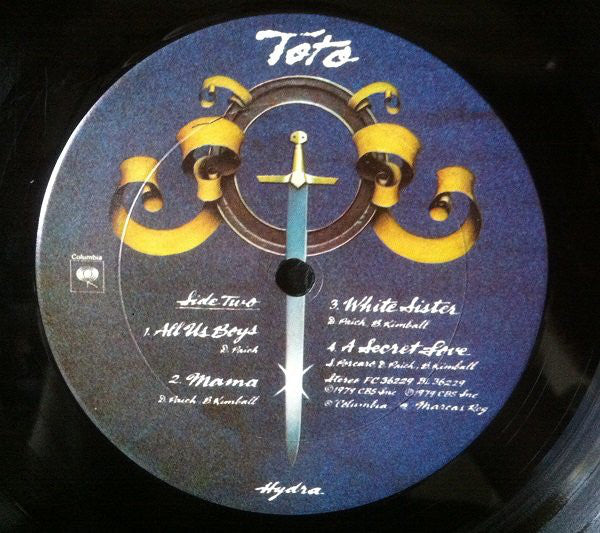 Toto
Columbia
Side Two
1. All Us Boys
D. Paich
2. Mama
D. Paich, B. Kimball
3. White Sister
D. Paich, B. Kimball
4. A Secret Love
J. Porcaro D. Paich, B. Kimball
Stereo FC 36229 BL 36229
©1979 CBS Inc ℗1979 CBS Inc
® Columbia & Marcas Reg
Hydra